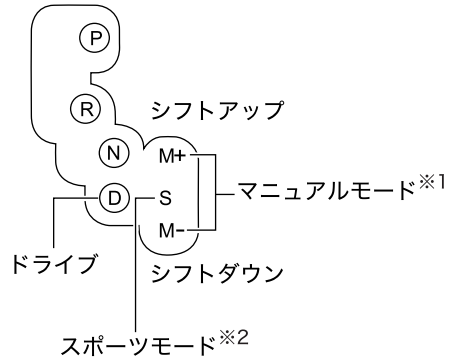 P
R
シフトアップ
N
M+
D
S
マニュアルモード※1
M-
ドライブ
シフトダウン
スポーツモード※2